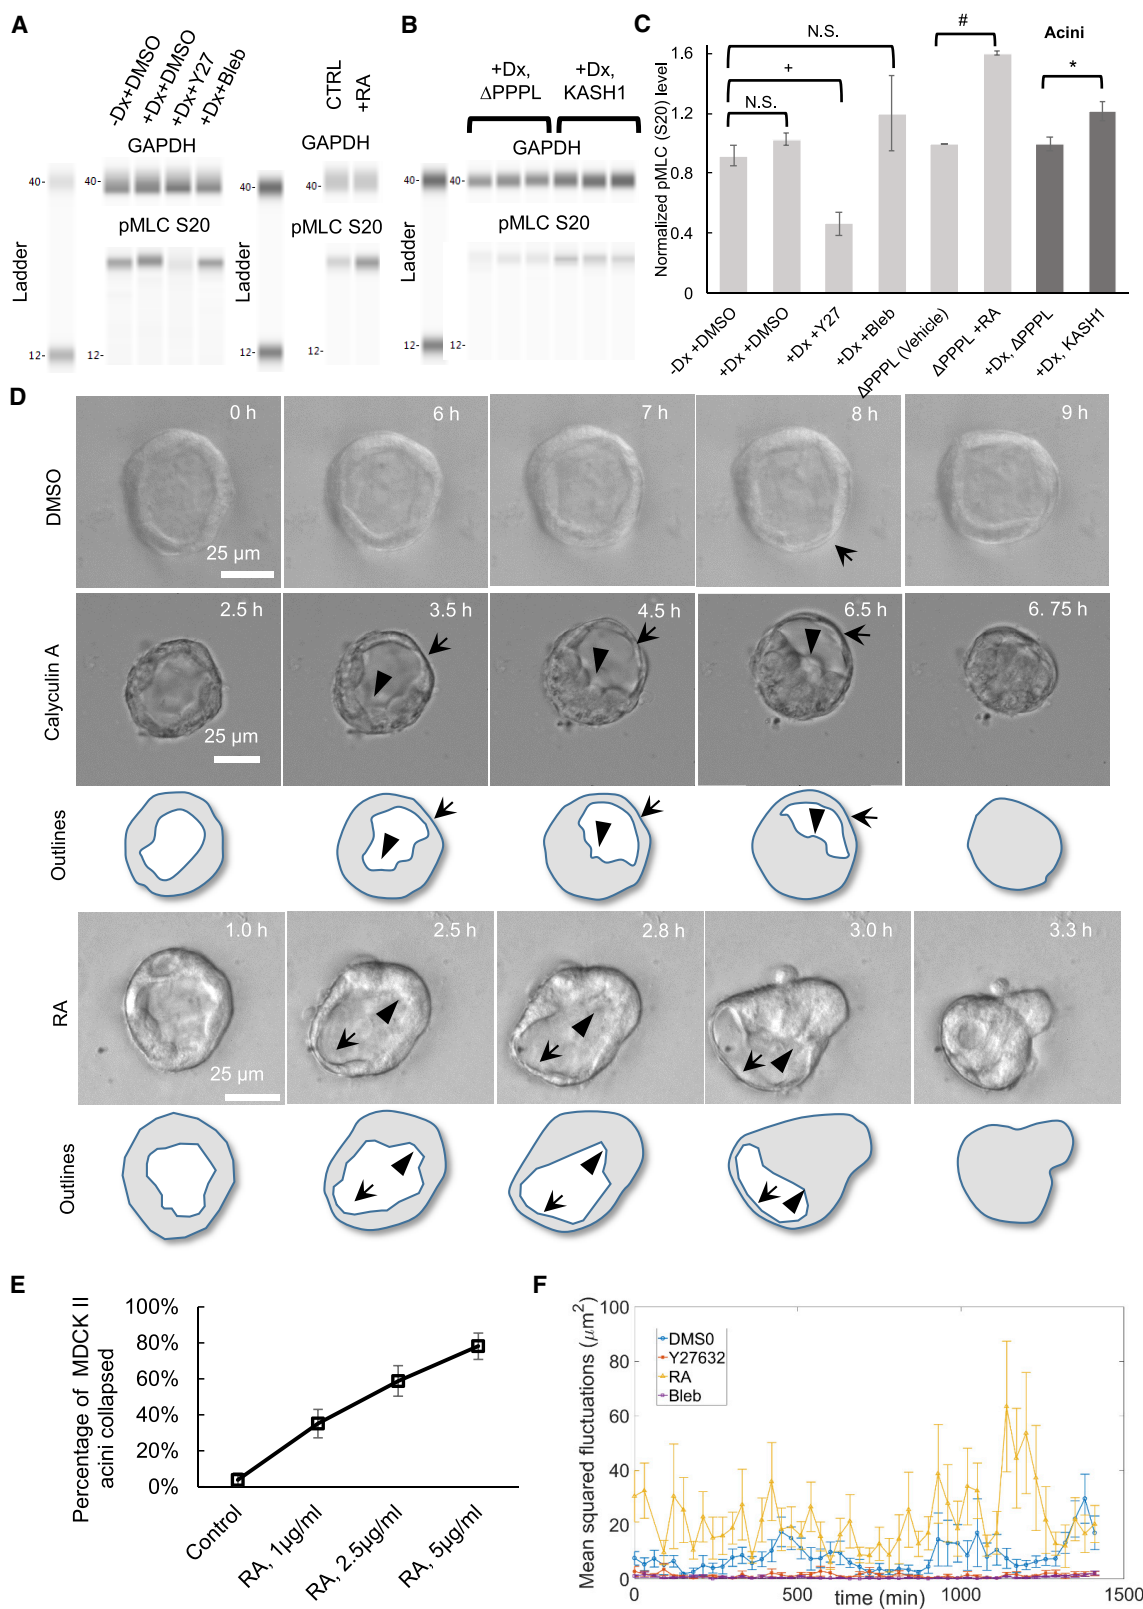 A
-Dx+DMSO
+Dx+DMSO
+Dx+Y27
+Dx+Bleb
GAPDH
40-
40-
pMLC S20
Ladder
12-
12-
CTRL
+RA
GAPDH
40-
40-
pMLC S20
Ladder
12-
12-
B
+Dx,
ΔPPPL
+Dx,
KASH1
GAPDH
40-
40-
pMLC S20
Ladder
12-
12-
C
Normalized pMLC (S20) level
1.6
1.2
0.8
0.4
0
N.S.
+
N.S.
#
Acini
*
-Dx +DMSO
+Dx +DMSO
+Dx +Y27
+Dx +Bleb
ΔPPPL (Vehicle)
ΔPPPL +RA
+Dx, ΔPPPL
+Dx, KASH1
D
DMSO
0 h
6 h
7 h
8 h
9 h
25 µm
Calyculin A
2.5 h
3.5 h
4.5 h
6.5 h
6. 75 h
25 µm
Outlines
RA
1.0 h
2.5 h
2.8 h
3.0 h
3.3 h
25 µm
Outlines
E
Percentage of MDCK II
acini collapsed
100%
80%
60%
40%
20%
0%
Control
RA, 1µg/ml
RA, 2.5µg/ml
RA, 5µg/ml
F
Mean squared fluctuations (µm²)
100
80
60
40
20
0
DMS0
Y27632
RA
Bleb
0
500
1000
1500
time (min)